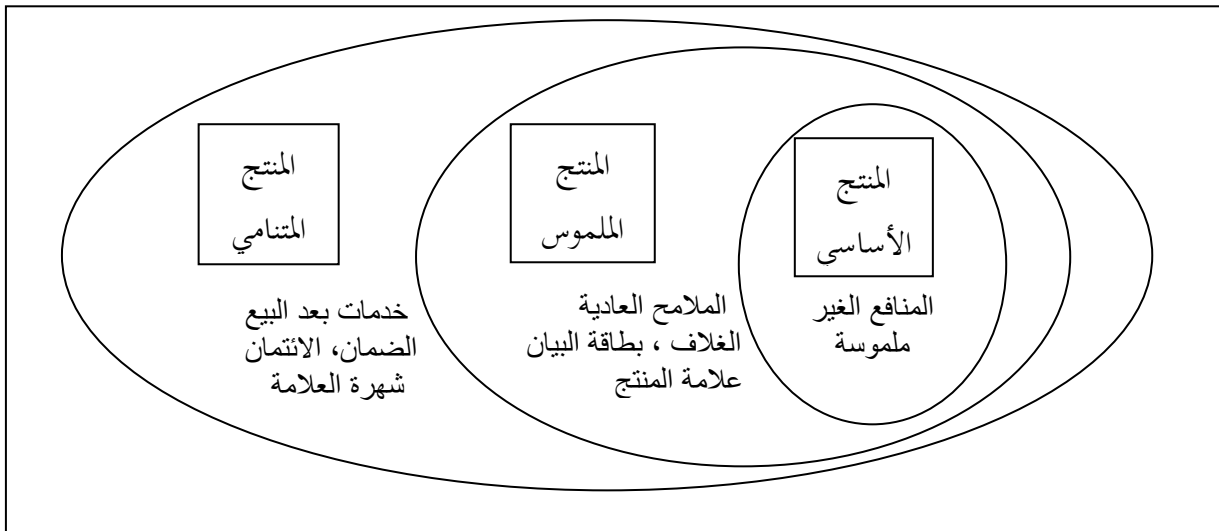 المنتج
الأساسي
المنافع الغير
ملموسة
المنتج
الملموس
الملامح العادية
الغلاف ، بطاقة البيان
علامة المنتج
المنتج
المتنامي
خدمات بعد البيع
الضمان، الائتمان
شهرة العلامة